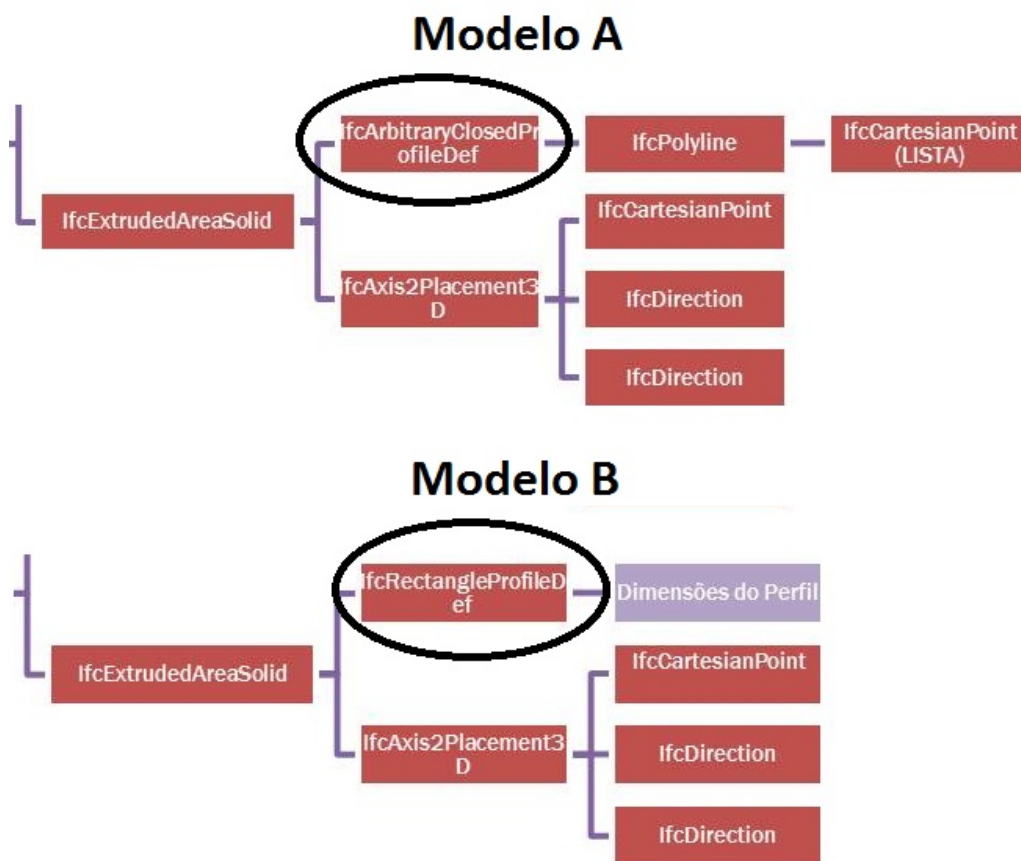 Modelo A
IfcArbitraryClosedPr
ofileDef
IfcPolyline
IfcCartesianPoint
(LISTA)
IfcExtrudedAreaSolid
IfcCartesianPoint
IfcAxis2Placement3
D
IfcDirection
IfcDirection
Modelo B
IfcRectangleProfileD
ef
Dimensões do Perfil
IfcExtrudedAreaSolid
IfcCartesianPoint
IfcAxis2Placement3
D
IfcDirection
IfcDirection